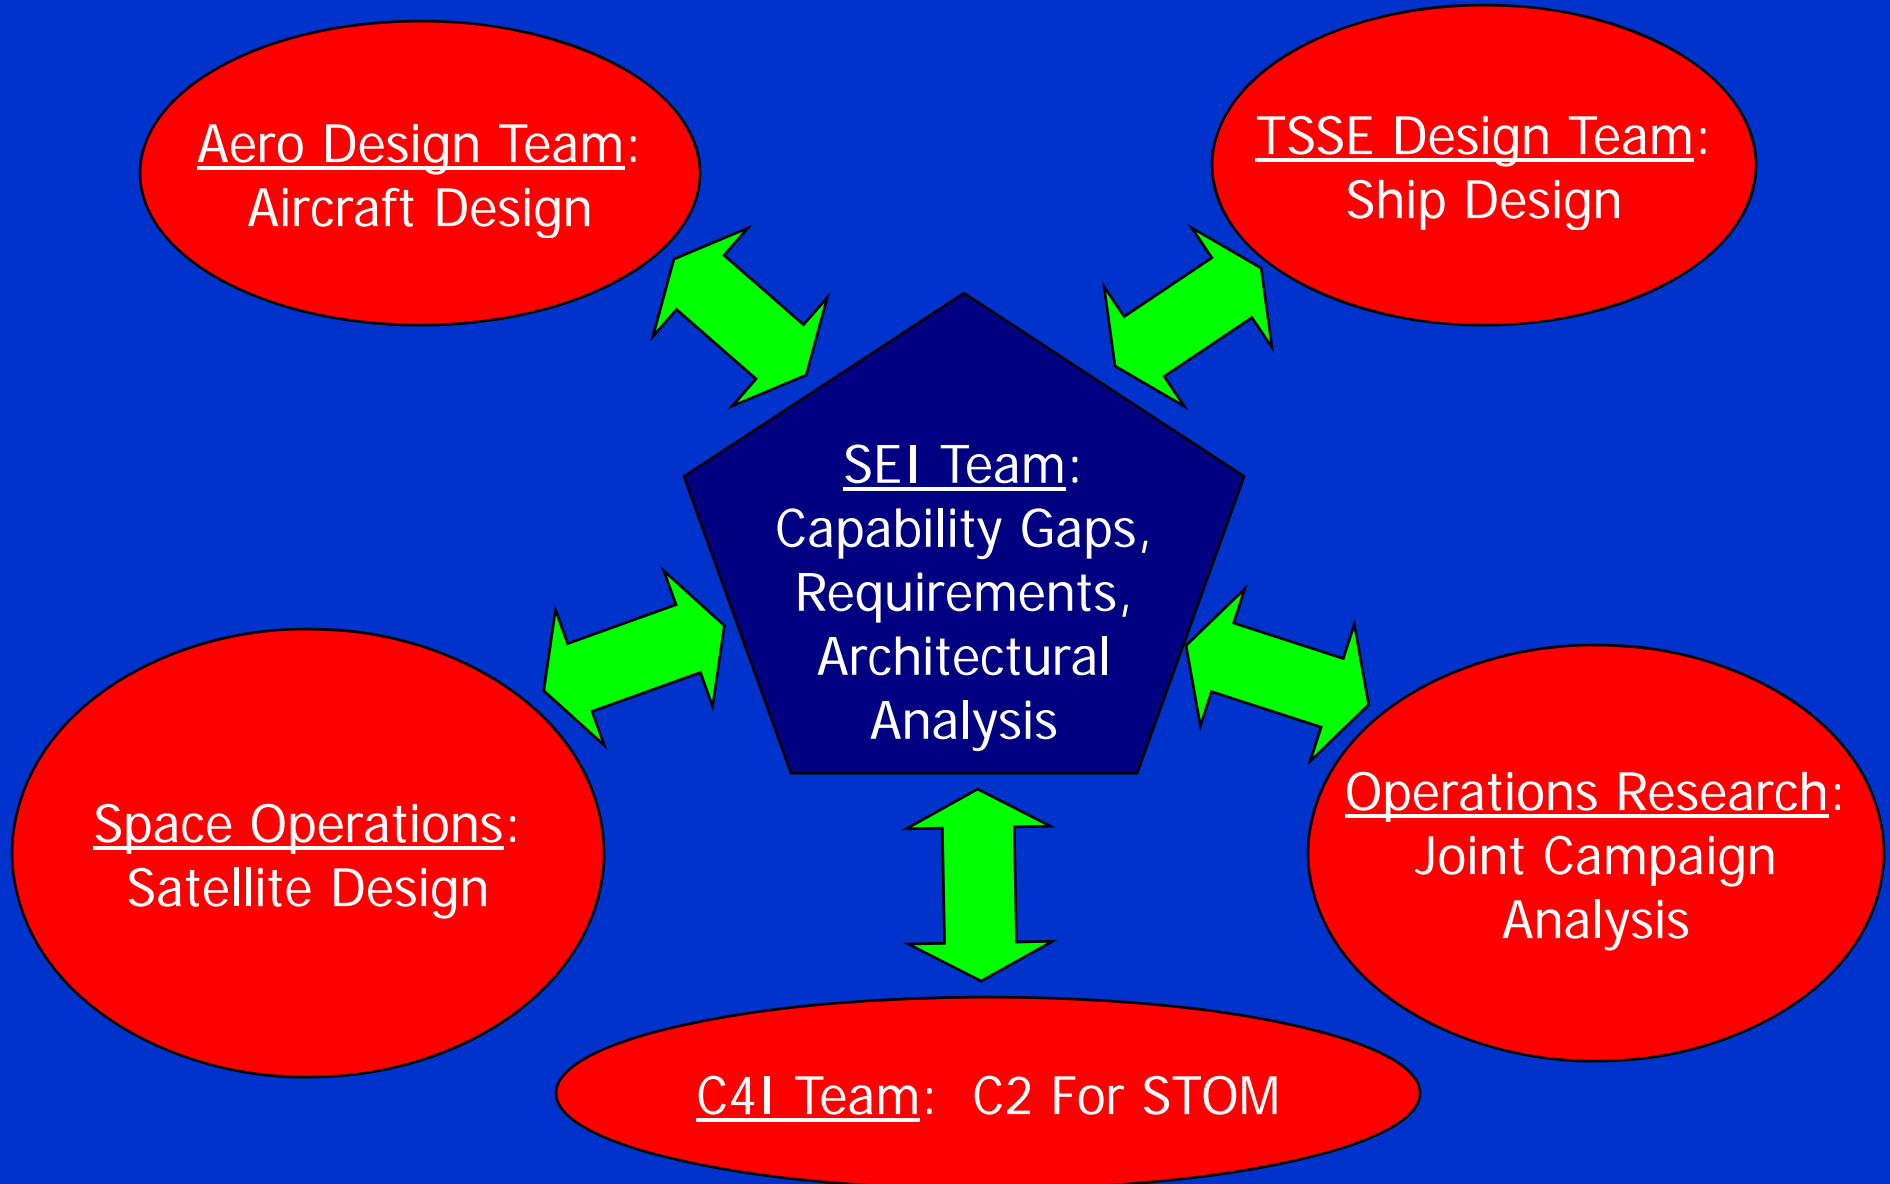 Aero Design Team:
Aircraft Design
TSSE Design Team:
Ship Design
SEI Team:
Capability Gaps,
Requirements,
Architectural
Analysis
Space Operations:
Satellite Design
Operations Research:
Joint Campaign
Analysis
C4I Team:  C2 For STOM